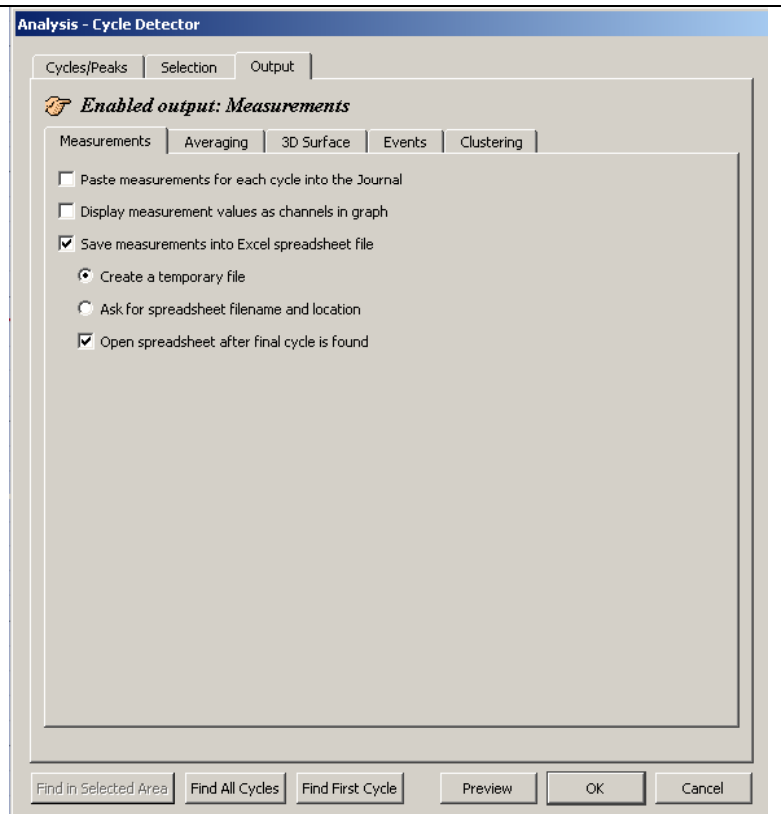 Analysis - Cycle Detector
Cycles/Peaks Selection Output
Enabled output: Measurements
Measurements Averaging 3D Surface Events Clustering
Paste measurements for each cycle into the Journal
Display measurement values as channels in graph
Save measurements into Excel spreadsheet file
Create a temporary file
Ask for spreadsheet filename and location
Open spreadsheet after final cycle is found
Find in Selected Area Find All Cycles Find First Cycle Preview OK Cancel